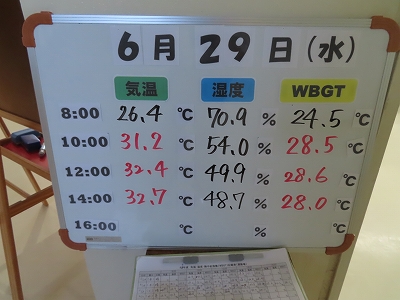 6月29日(水)
気温 湿度 WBGT
8:00 26.4 ℃ 70.9 % 24.5 ℃
10:00 31.2 ℃ 54.0 % 28.5 ℃
12:00 32.4 ℃ 49.9 % 28.6 ℃
14:00 32.7 ℃ 48.7 % 28.0 ℃
16:00 ℃ % ℃